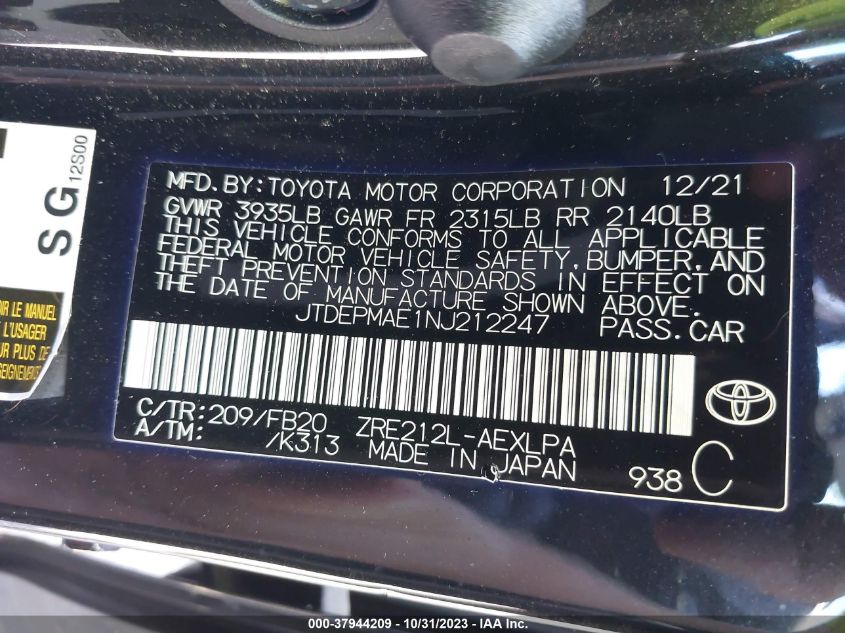 SG
12S00
IR LE MANUEL
L'USAGER
UR PLUS DE
SEIGNEMEN
MFD. BY: TOYOTA MOTOR CORPORATION 12/21
GVWR 3935LB GAWR FR 2315LB RR 2140LB
THIS VEHICLE CONFORMS TO ALL APPLICABLE
FEDERAL MOTOR VEHICLE SAFETY, BUMPER, AND
THEFT PREVENTION STANDARDS IN EFFECT ON
THE DATE OF MANUFACTURE SHOWN ABOVE.
JTDEPMAE1NJ212247 PASS.CAR
C/TR: 209/FB20 ZRE212L-AEXLPA
A/TM: /K313 MADE IN JAPAN 938 C
000-37944209 - 10/31/2023 - IAA Inc.